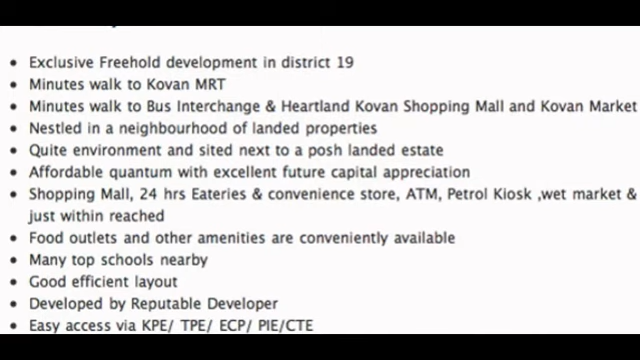 Exclusive Freehold development in district 19
Minutes walk to Kovan MRT
Minutes walk to Bus Interchange & Heartland Kovan Shopping Mall and Kovan Market
Nestled in a neighbourhood of landed properties
Quite environment and sited next to a posh landed estate
Affordable quantum with excellent future capital appreciation
Shopping Mall, 24 hrs Eateries & convenience store, ATM, Petrol Kiosk ,wet market &
just within reached
Food outlets and other amenities are conveniently available
Many top schools nearby
Good efficient layout
Developed by Reputable Developer
Easy access via KPE/ TPE/ ECP/ PIE/CTE